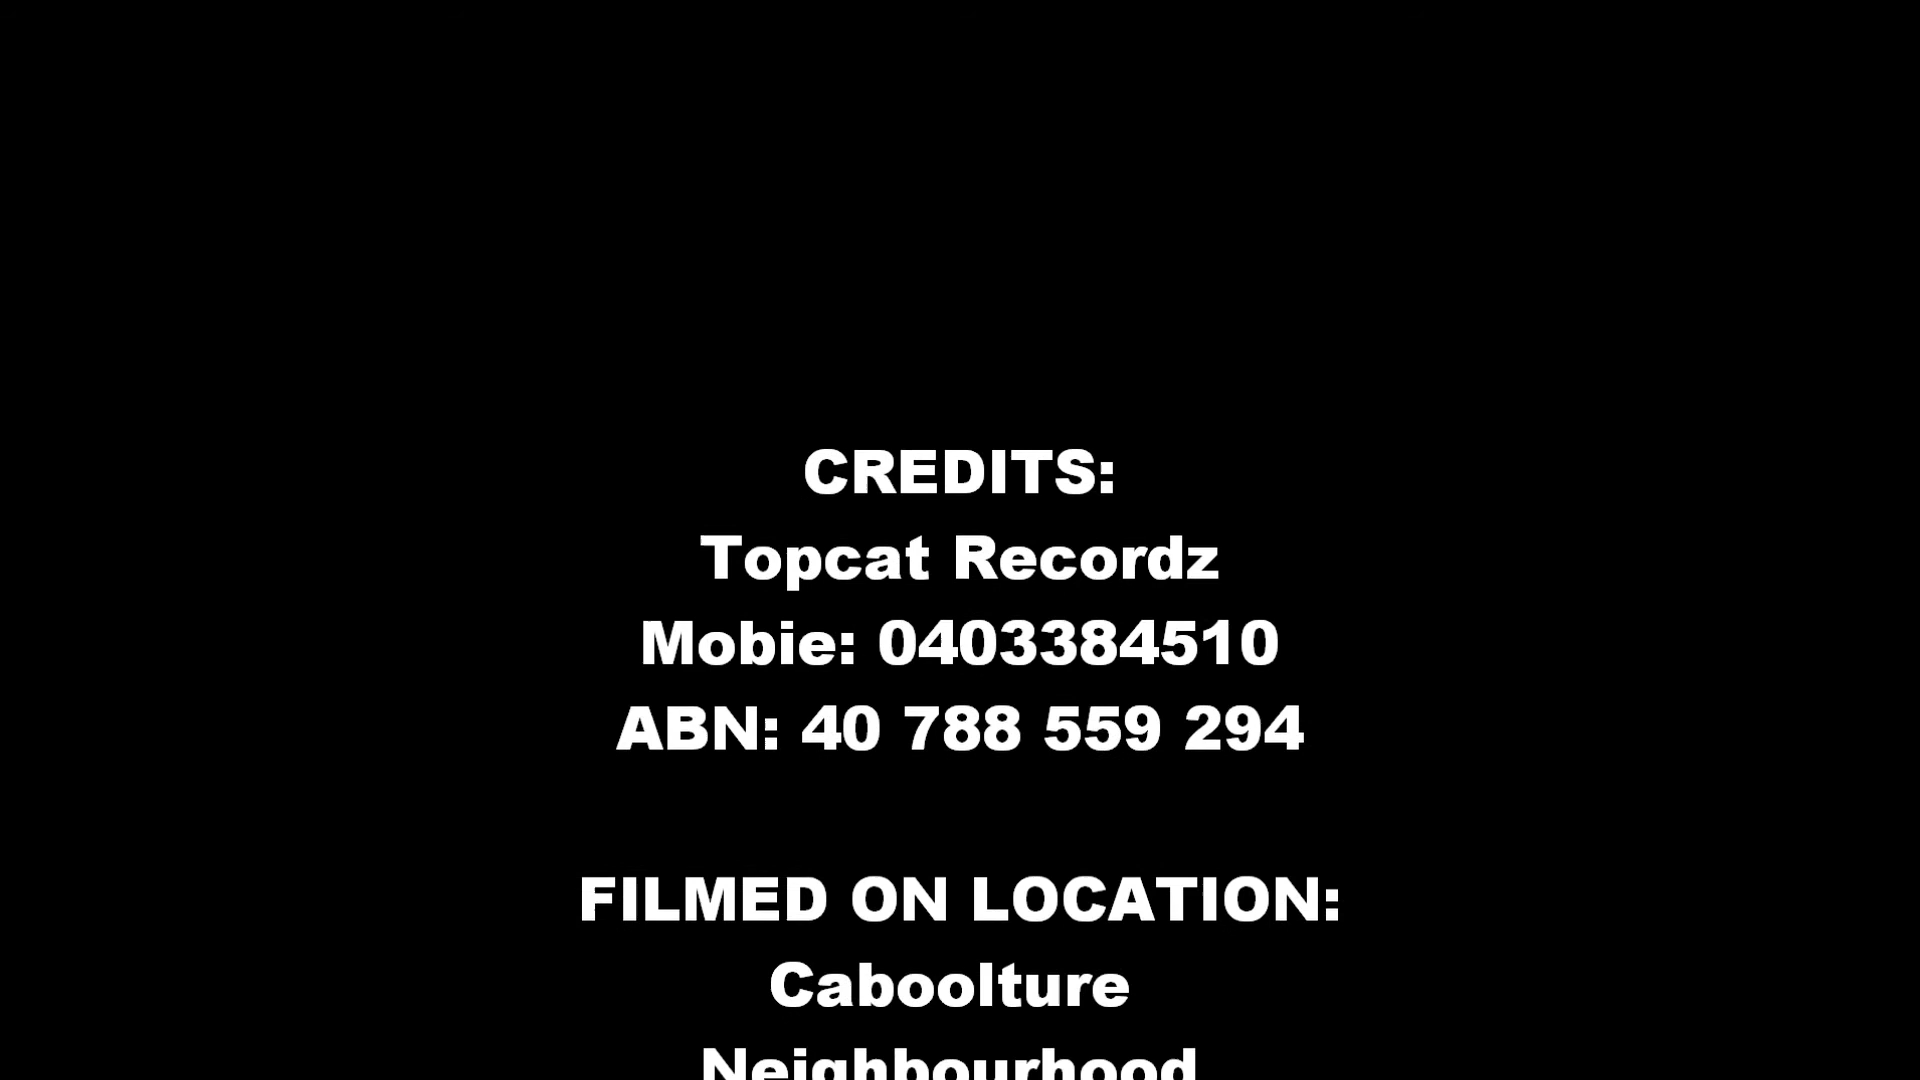 CREDITS:
Topcat Recordz
Mobie: 0403384510
ABN: 40 788 559 294
FILMED ON LOCATION:
Caboolture
Neighbourhood